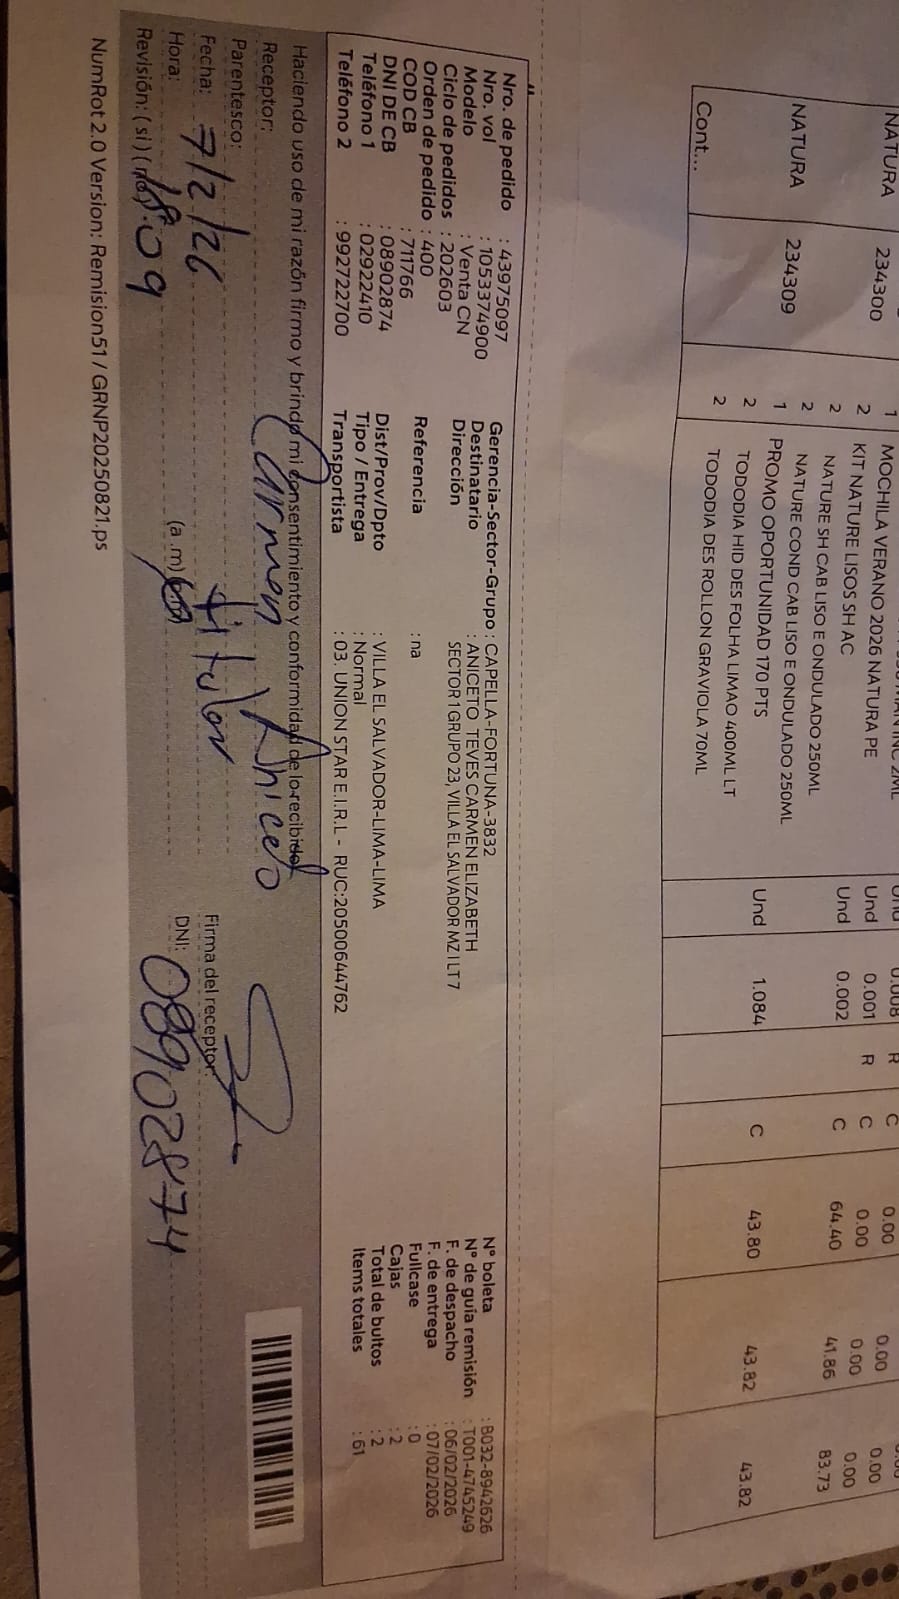 NATURA 234300 1 MOCHILA VERANO 2026 NATURA PE Und 0.008 R C 0.00 0.00 0.00
2 KIT NATURE LISOS SH AC Und 0.001 R C 0.00 0.00 0.00
2 NATURE SH CAB LISO E ONDULADO 250ML Und 0.002 C 64.40 41.86 83.73
2 NATURE COND CAB LISO E ONDULADO 250ML
NATURA 234309 1 PROMO OPORTUNIDAD 170 PTS Und 1.084 C 43.80 43.82 43.82
2 TODODIA HID DES FOLHA LIMAO 400ML LT
2 TODODIA DES ROLLON GRAVIOLA 70ML
Cont...
Nro. de pedido : 43975097 Gerencia-Sector-Grupo : CAPELLA-FORTUNA-3832 N° boleta : B032-8942626
Nro. vol : 1053374900 Destinatario : ANICETO TEVES CARMEN ELIZABETH N° de guía remisión : T001-4745249
Modelo : Venta CN Dirección SECTOR 1 GRUPO 23, VILLA EL SALVADOR MZ I LT 7 F. de despacho : 06/02/2026
Ciclo de pedidos : 202603 F. de entrega : 07/02/2026
Orden de pedido : 400 Referencia : na Fullcase : 0
COD CB : 711766 Cajas : 2
DNI DE CB : 08902874 Dist/Prov/Dpto : VILLA EL SALVADOR-LIMA-LIMA Total de bultos : 2
Teléfono 1 : 02922410 Tipo / Entrega : Normal Items totales : 61
Teléfono 2 : 992722700 Transportista : 03. UNION STAR E.I.R.L - RUC:20500644762
Haciendo uso de mi razón firmo y brindo mi consentimiento y conformidad de lo recibido.
Receptor: Carmen Aniceto
Parentesco: titular
Fecha: 7/2/26 Firma del receptor:
Hora: 18:09 (a.m) DNI: 08902874
Revisión: ( si ) ( no )
NumRot 2.0 Version: Remision51 / GRNP20250821.ps